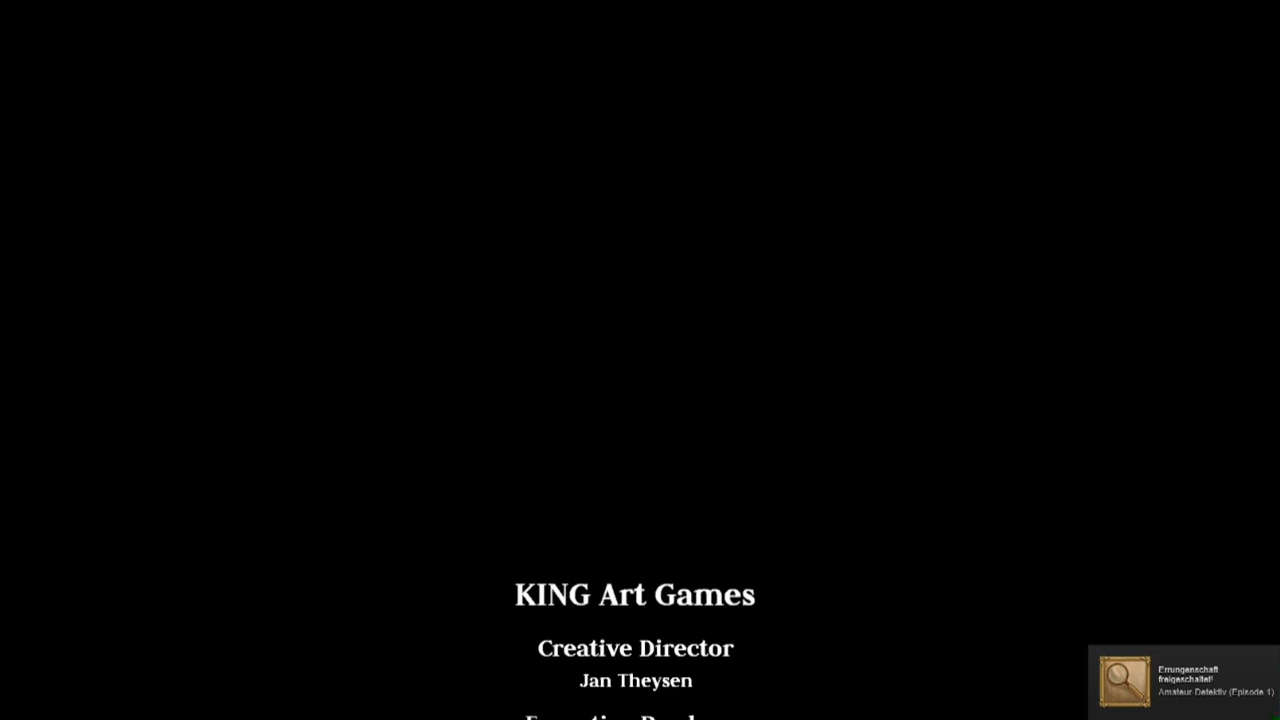 KING Art Games
Creative Director
Jan Theysen
Errungenschaft
freigeschaltet!
Amateur-Detektiv (Episode 1)